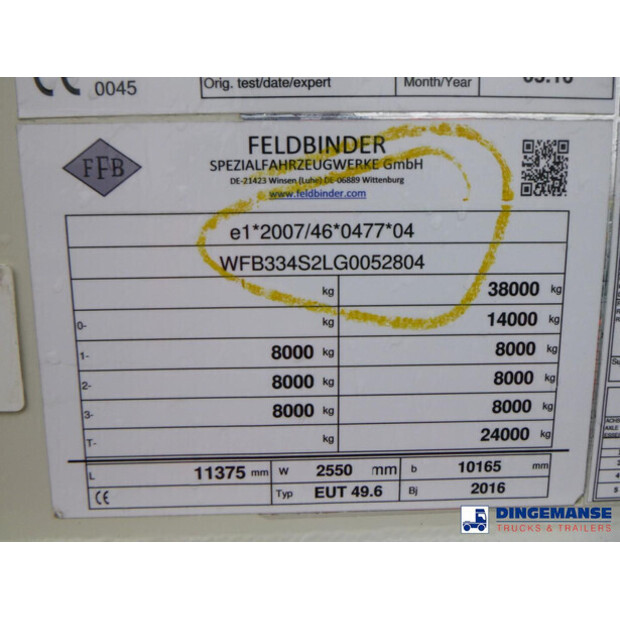 CE 0045
Orig. test/date/expert
Month/Year
FFB
FELDBINDER
SPEZIALFAHRZEUGWERKE GmbH
DE-21423 Winsen (Luhe) DE-06889 Wittenburg
www.feldbinder.com
e1*2007/46*0477*04
WFB334S2LG0052804
kg 38000 kg
0- kg 14000 kg
1- 8000 kg 8000 kg
2- 8000 kg 8000 kg
3- 8000 kg 8000 kg
T- kg 24000 kg
L 11375 mm W 2550 mm b 10165 mm
CE Typ EUT 49.6 Bj 2016
DINGEMANSE
TRUCKS & TRAILERS